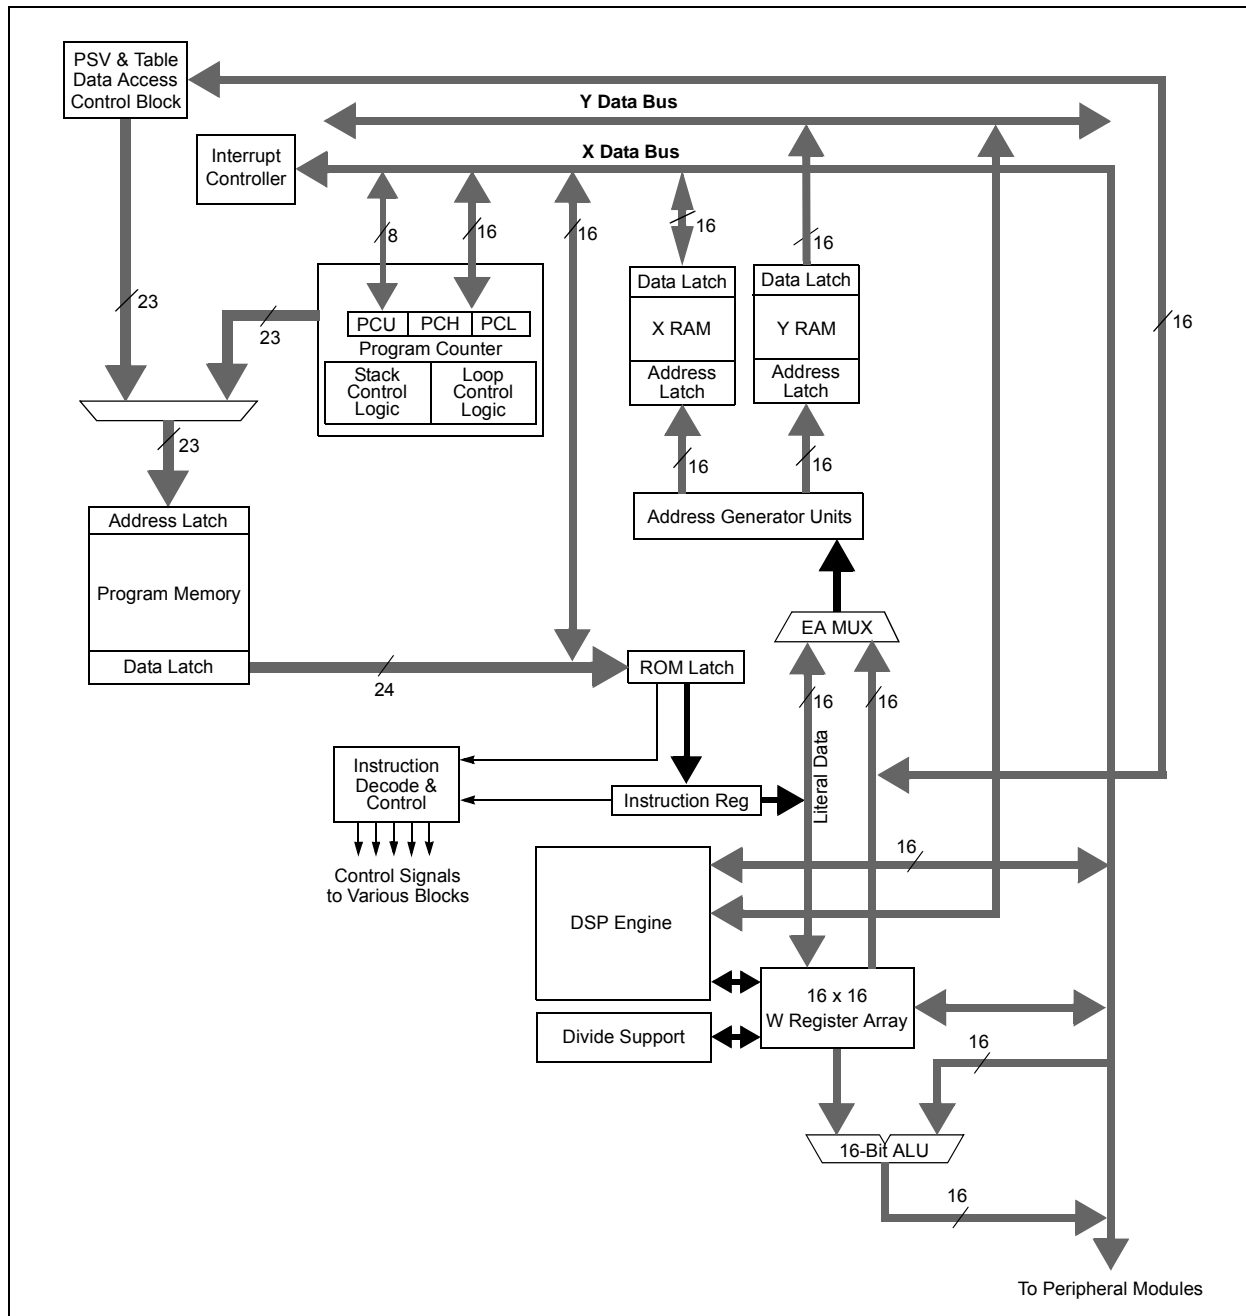 PSV & Table
Data Access
Control Block
Y Data Bus
X Data Bus
Interrupt
Controller
8
16
16
16
16
23
23
16
PCU
PCH
PCL
Program Counter
Stack
Control
Logic
Loop
Control
Logic
Data Latch
X RAM
Address
Latch
Data Latch
Y RAM
Address
Latch
23
16
16
Address Latch
Program Memory
Data Latch
24
Address Generator Units
EA MUX
ROM Latch
16
16
Literal Data
Instruction
Decode &
Control
Instruction Reg
Control Signals
to Various Blocks
16
DSP Engine
16 x 16
W Register Array
Divide Support
16
16-Bit ALU
16
To Peripheral Modules